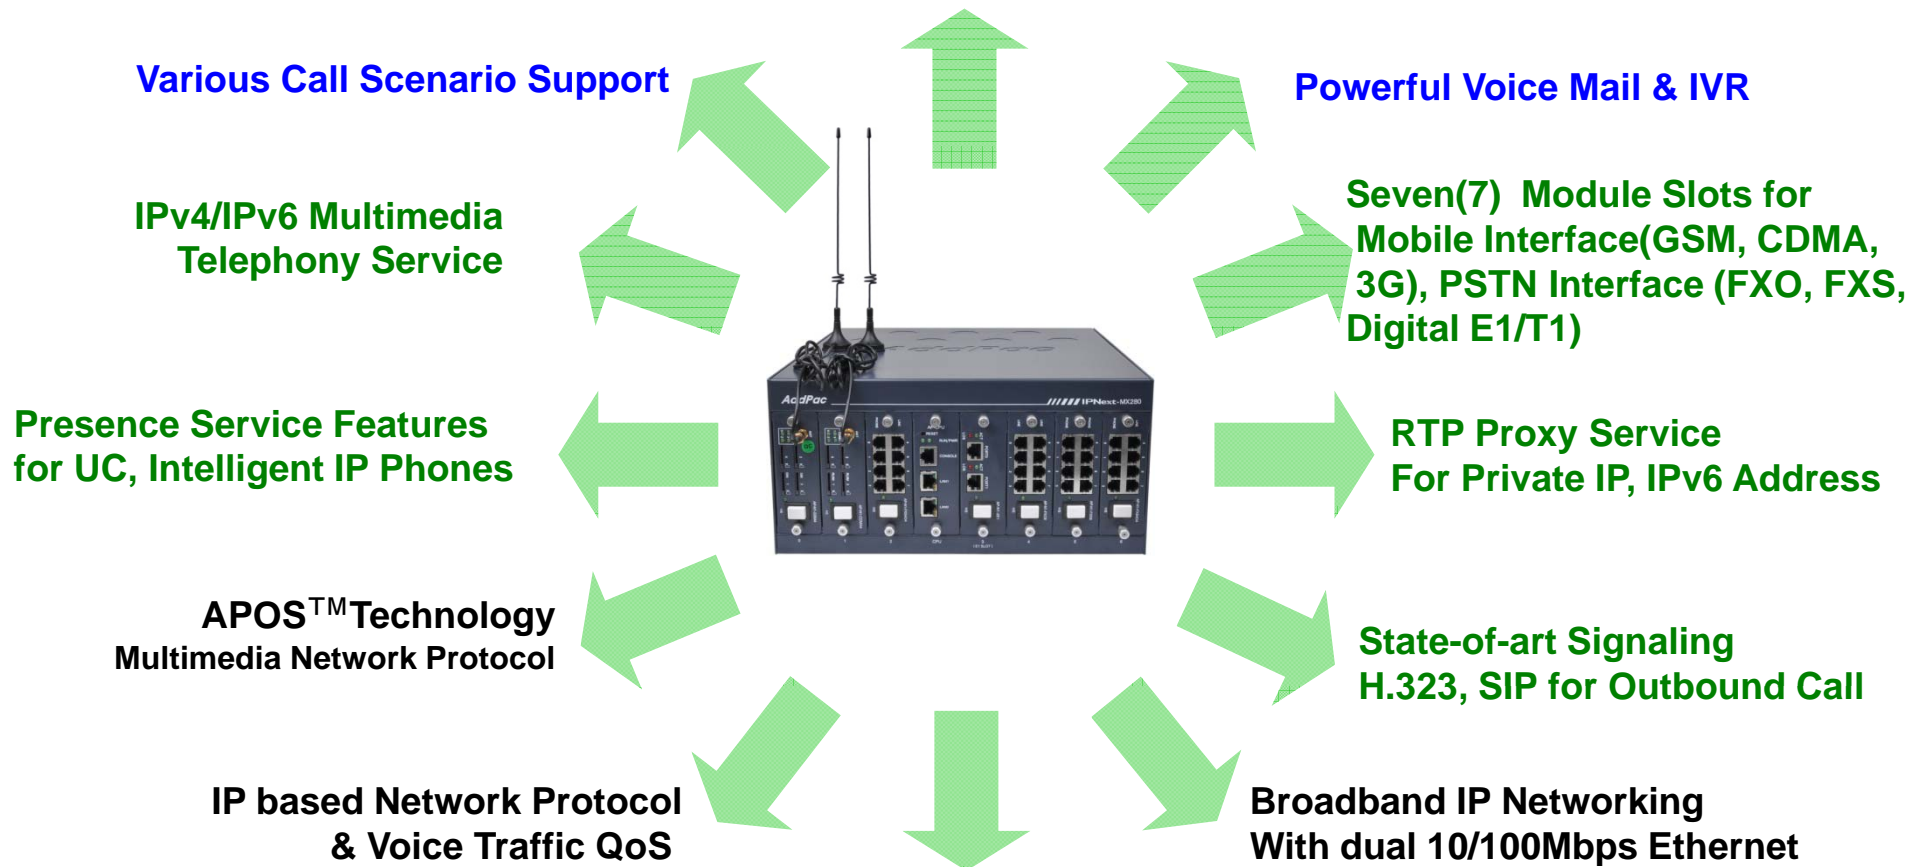 Various Call Scenario Support
Powerful Voice Mail & IVR
IPv4/IPv6 Multimedia
Telephony Service
Seven(7) Module Slots for
Mobile Interface(GSM, CDMA,
3G), PSTN Interface (FXO, FXS,
Digital E1/T1)
AddPac
AddPac
IPNext-MX280
Presence Service Features
for UC, Intelligent IP Phones
RTP Proxy Service
For Private IP, IPv6 Address
APOS™Technology
Multimedia Network Protocol
State-of-art Signaling
H.323, SIP for Outbound Call
IP based Network Protocol
& Voice Traffic QoS
Broadband IP Networking
With dual 10/100Mbps Ethernet